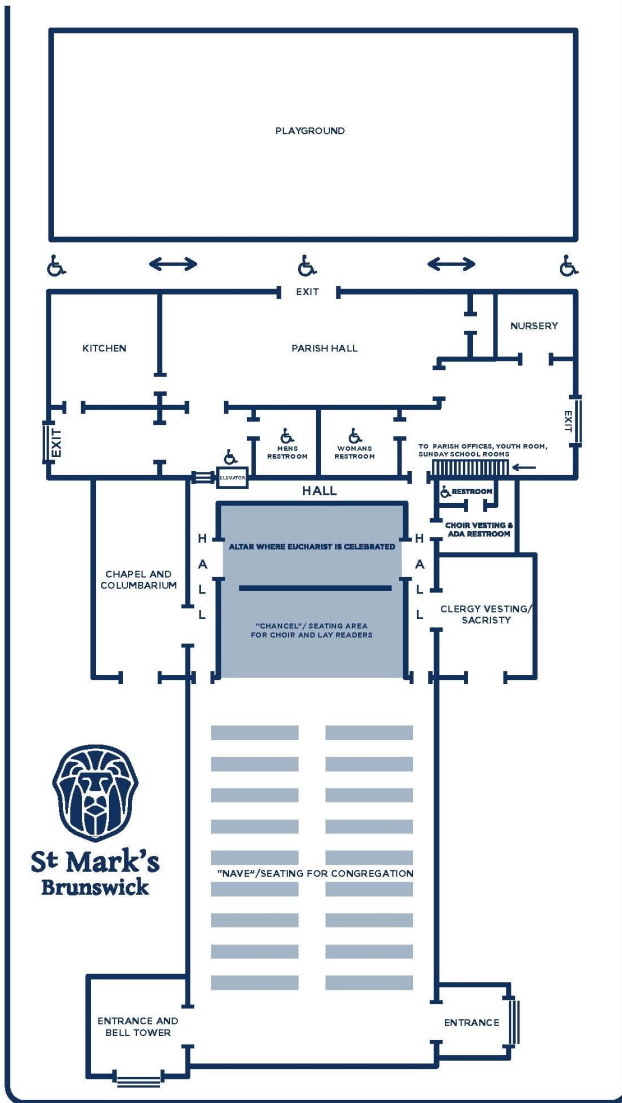 PLAYGROUND
EXIT
KITCHEN
PARISH HALL
NURSERY
EXIT
MENS
RESTROOM
WOMANS
RESTROOM
EXIT
TO PARISH OFFICES, YOUTH ROOM,
SUNDAY SCHOOL ROOMS
ELEVATOR
HALL
RESTROOM
CHOIR VESTING &
ADA RESTROOM
HALL
ALTAR WHERE EUCHARIST IS CELEBRATED
HALL
CHAPEL AND
COLUMBARIUM
"CHANCEL"/ SEATING AREA
FOR CHOIR AND LAY READERS
CLERGY VESTING/
SACRISTY
St Mark's
Brunswick
"NAVE"/SEATING FOR CONGREGATION
ENTRANCE AND
BELL TOWER
ENTRANCE